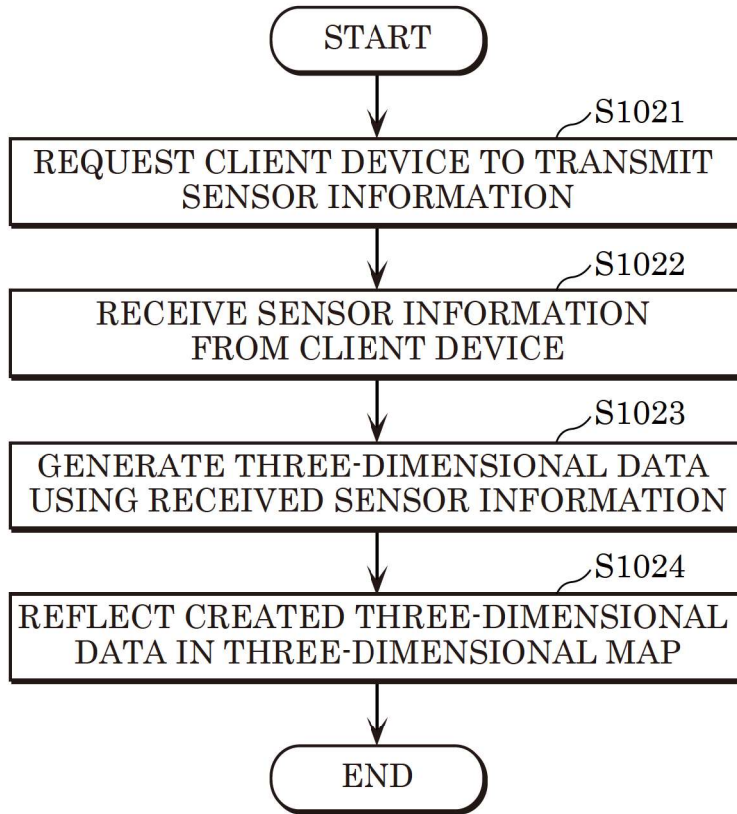 START
S1021
REQUEST CLIENT DEVICE TO TRANSMIT
SENSOR INFORMATION
S1022
RECEIVE SENSOR INFORMATION
FROM CLIENT DEVICE
S1023
GENERATE THREE-DIMENSIONAL DATA
USING RECEIVED SENSOR INFORMATION
S1024
REFLECT CREATED THREE-DIMENSIONAL
DATA IN THREE-DIMENSIONAL MAP
END